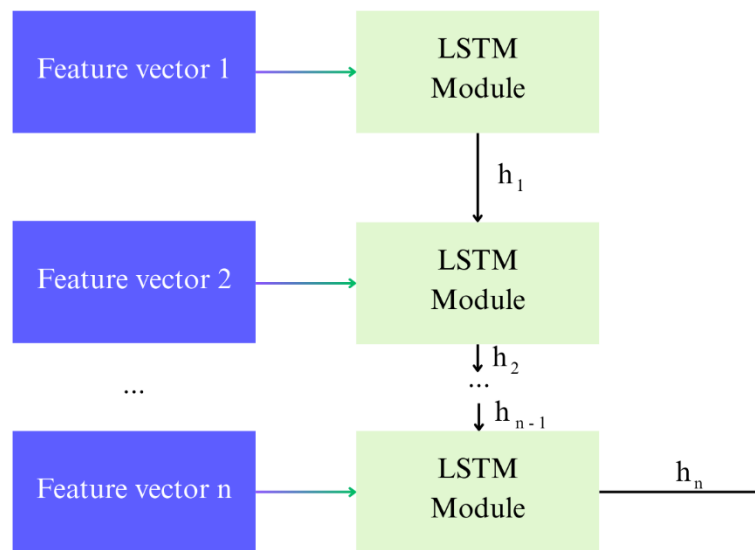 Feature vector 1
LSTM
Module
h₁
Feature vector 2
LSTM
Module
h₂
...
...
hₙ₋₁
Feature vector n
LSTM
Module
hₙ